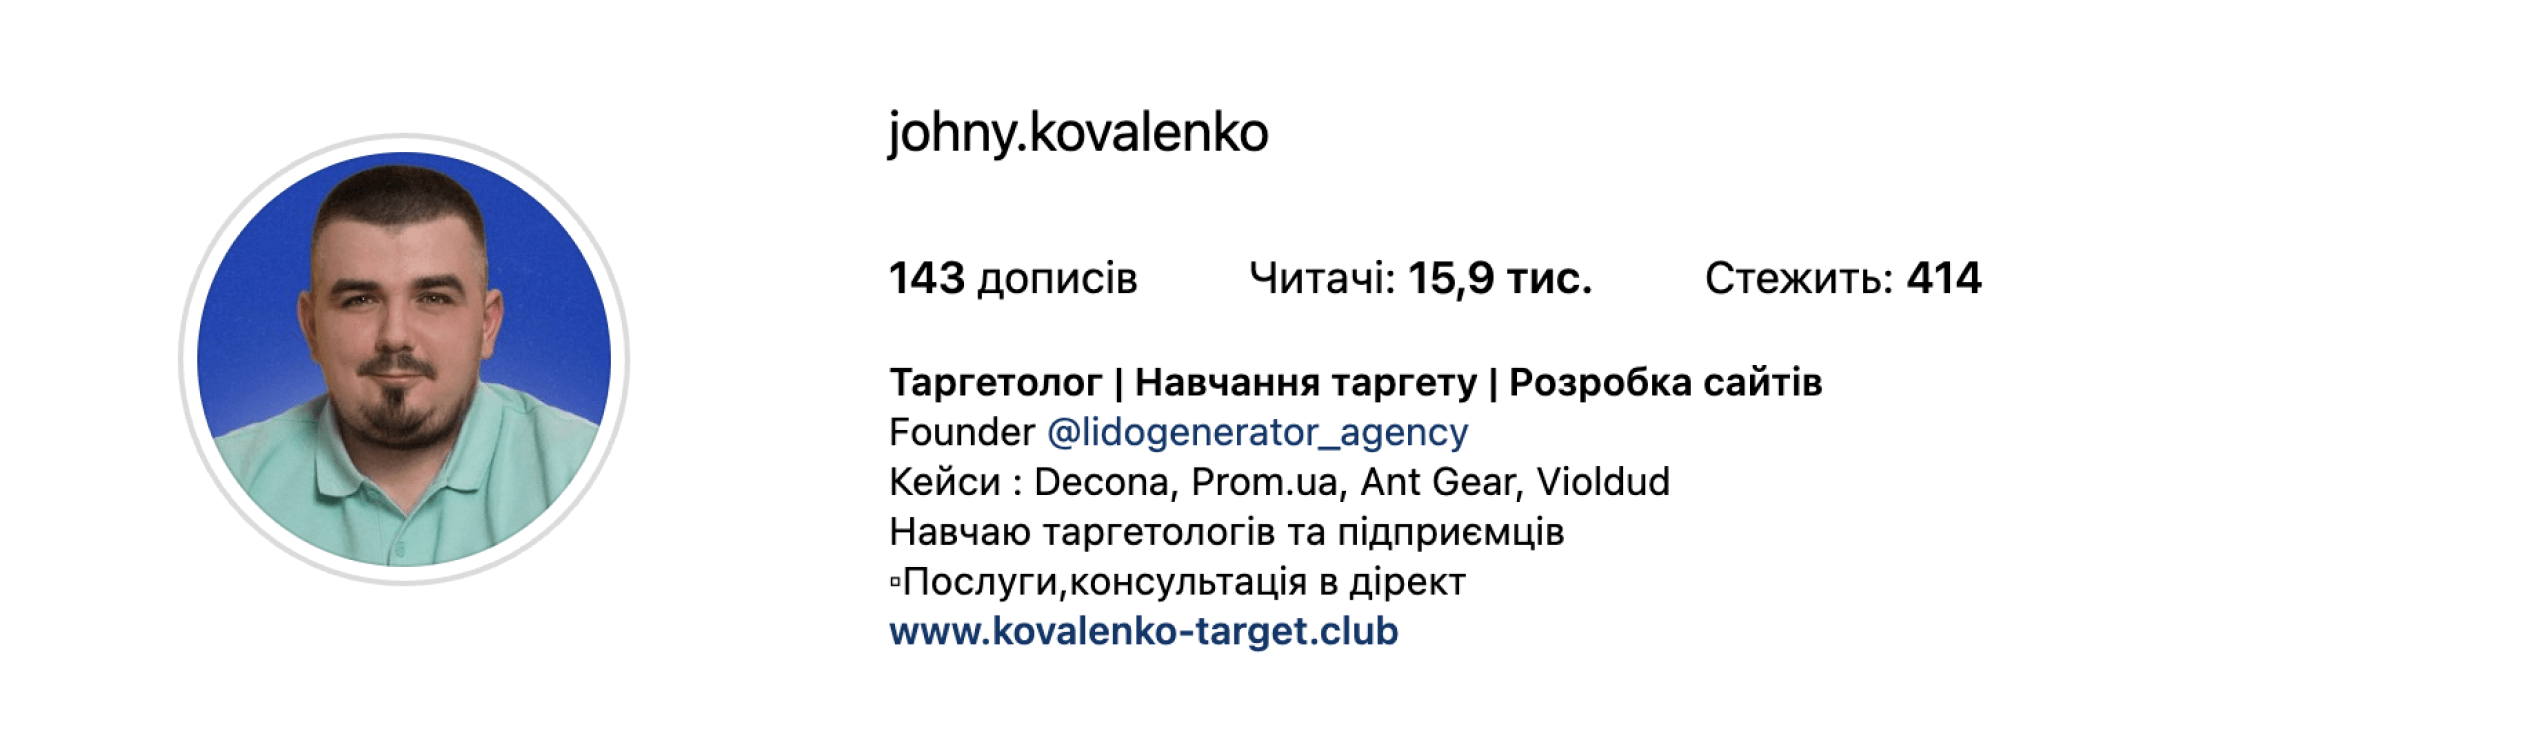 johny.kovalenko
143 дописів Читачі: 15,9 тис. Стежить: 414
Таргетолог | Навчання таргету | Розробка сайтів
Founder @lidogenerator_agency
Кейси : Decona, Prom.ua, Ant Gear, Violdud
Навчаю таргетологів та підприємців
▫Послуги,консультація в дірект
www.kovalenko-target.club